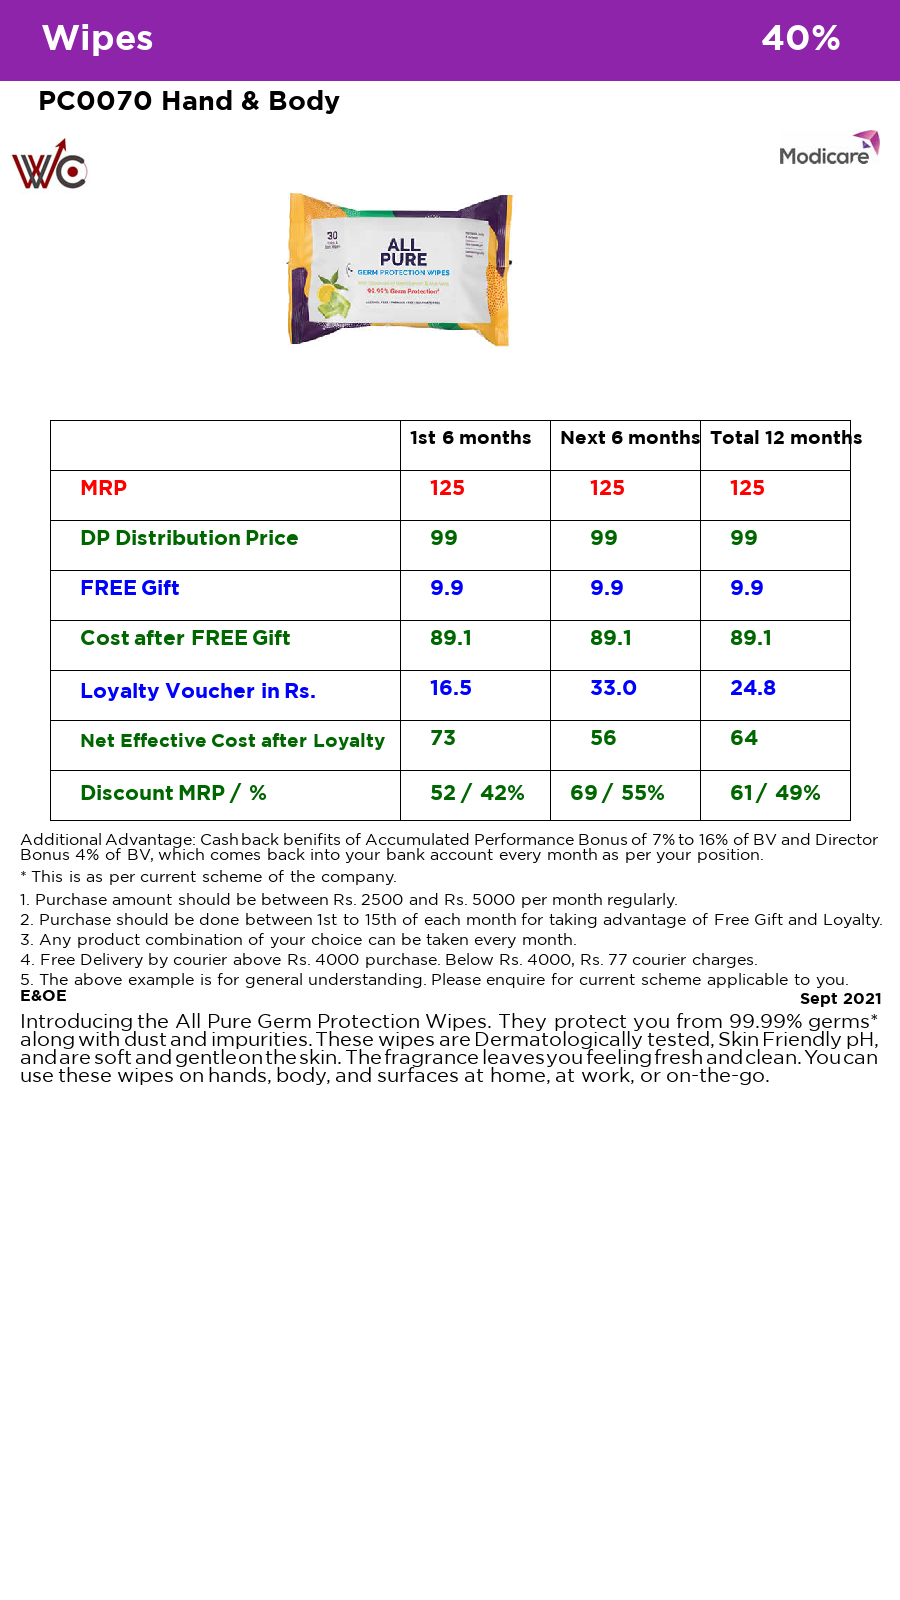 Wipes 40%
PC0070 Hand & Body
WC
Modicare
30
ALL
PURE
GERM PROTECTION WIPES
99.99% Germ Protection*
1st 6 months Next 6 months Total 12 months
MRP 125 125 125
DP Distribution Price 99 99 99
FREE Gift 9.9 9.9 9.9
Cost after FREE Gift 89.1 89.1 89.1
Loyalty Voucher in Rs. 16.5 33.0 24.8
Net Effective Cost after Loyalty 73 56 64
Discount MRP / % 52 / 42% 69 / 55% 61 / 49%
Additional Advantage: Cashback benifits of Accumulated Performance Bonus of 7% to 16% of BV and Director
Bonus 4% of BV, which comes back into your bank account every month as per your position.
* This is as per current scheme of the company.
1. Purchase amount should be between Rs. 2500 and Rs. 5000 per month regularly.
2. Purchase should be done between 1st to 15th of each month for taking advantage of Free Gift and Loyalty.
3. Any product combination of your choice can be taken every month.
4. Free Delivery by courier above Rs. 4000 purchase. Below Rs. 4000, Rs. 77 courier charges.
5. The above example is for general understanding. Please enquire for current scheme applicable to you.
E&OE Sept 2021
Introducing the All Pure Germ Protection Wipes. They protect you from 99.99% germs*
along with dust and impurities. These wipes are Dermatologically tested, Skin Friendly pH,
and are soft and gentle on the skin. The fragrance leaves you feeling fresh and clean. You can
use these wipes on hands, body, and surfaces at home, at work, or on-the-go.